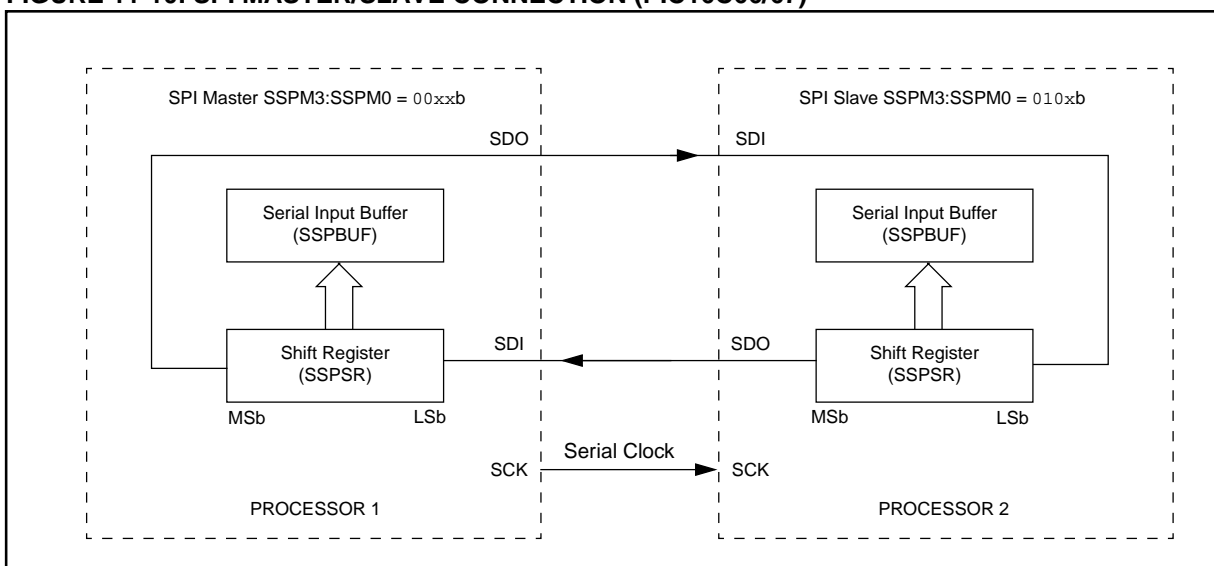 SPI Master SSPM3:SSPM0 = 00xxb
SPI Slave SSPM3:SSPM0 = 010xb
SDO
SDI
Serial Input Buffer
(SSPBUF)
Serial Input Buffer
(SSPBUF)
SDI
SDO
Shift Register
(SSPSR)
Shift Register
(SSPSR)
MSb
LSb
MSb
LSb
Serial Clock
SCK
SCK
PROCESSOR 1
PROCESSOR 2